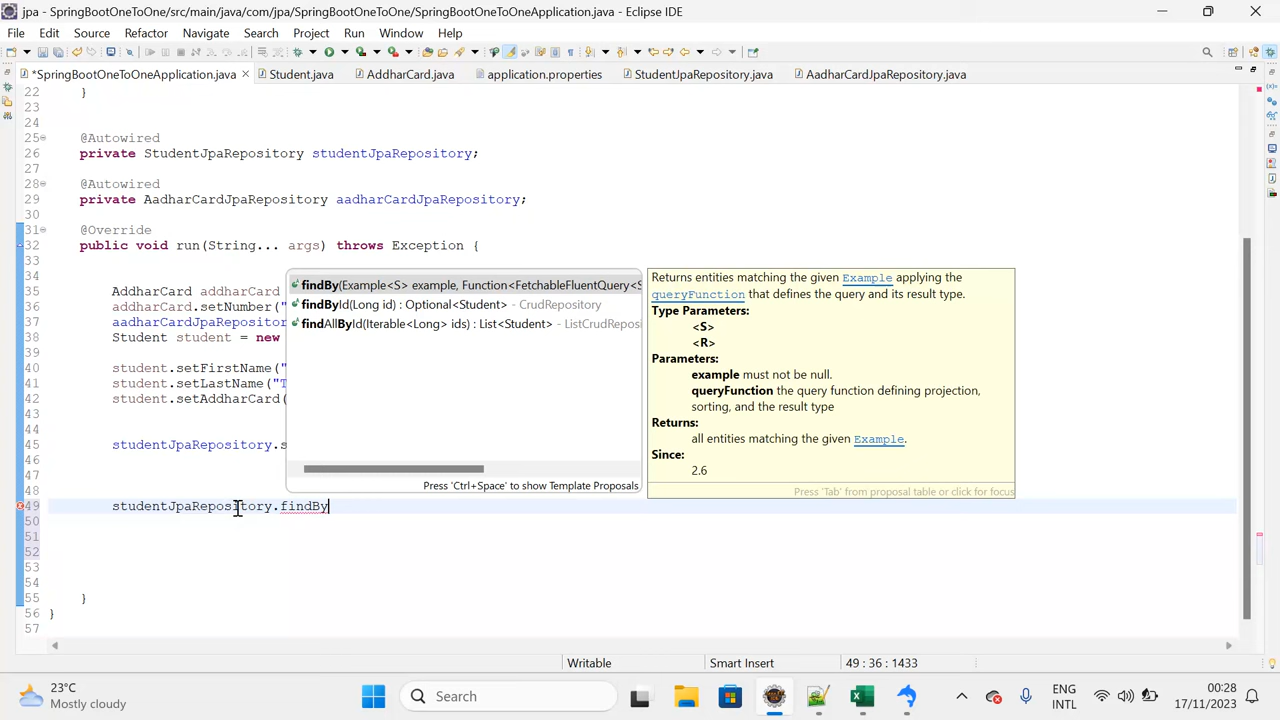 jpa - SpringBootOneToOne/src/main/java/com/jpa/SpringBootOneToOne/SpringBootOneToOneApplication.java - Eclipse IDE
File Edit Source Refactor Navigate Search Project Run Window Help
*SpringBootOneToOneApplication.java Student.java AddharCard.java application.properties StudentJpaRepository.java AadharCardJpaRepository.java
22 }
23
24
25 @Autowired
26 private StudentJpaRepository studentJpaRepository;
27
28 @Autowired
29 private AadharCardJpaRepository aadharCardJpaRepository;
30
31 @Override
32 public void run(String... args) throws Exception {
33
34
35 AddharCard addharCard
36 addharCard.setNumber("
37 aadharCardJpaRepositor
38 Student student = new
39
40 student.setFirstName("
41 student.setLastName("T
42 student.setAddharCard(
43
44
45 studentJpaRepository.s
46
47
48
49 studentJpaRepository.findBy
50
51
52
53
54
55 }
56 }
57
findBy(Example<S> example, Function<FetchableFluentQuery<S
findById(Long id) : Optional<Student> - CrudRepository
findAllById(Iterable<Long> ids) : List<Student> - ListCrudReposi
Press 'Ctrl+Space' to show Template Proposals
Returns entities matching the given Example applying the
queryFunction that defines the query and its result type.
Type Parameters:
<S>
<R>
Parameters:
example must not be null.
queryFunction the query function defining projection,
sorting, and the result type
Returns:
all entities matching the given Example.
Since:
2.6
Press 'Tab' from proposal table or click for focus
Writable Smart Insert 49 : 36 : 1433
23°C
Mostly cloudy
Search
ENG
INTL
00:28
17/11/2023